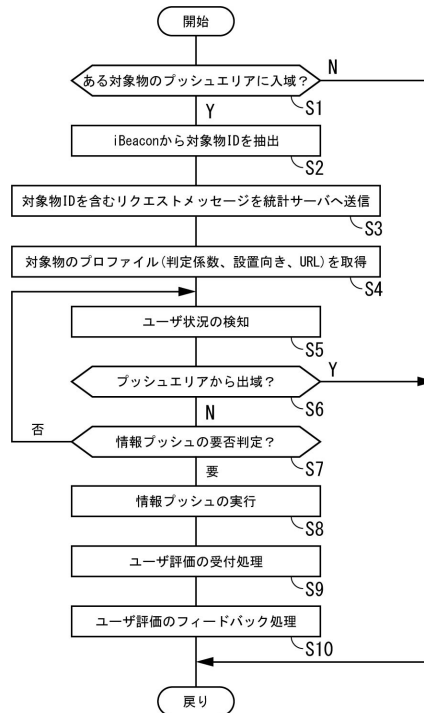 開始
ある対象物のプッシュエリアに入域?
N
S1
Y
iBeaconから対象物IDを抽出
S2
対象物IDを含むリクエストメッセージを統計サーバへ送信
S3
対象物のプロファイル(判定係数、設置向き、URL)を取得
S4
ユーザ状況の検知
S5
プッシュエリアから出域?
Y
S6
N
否
情報プッシュの要否判定?
S7
要
情報プッシュの実行
S8
ユーザ評価の受付処理
S9
ユーザ評価のフィードバック処理
S10
戻り